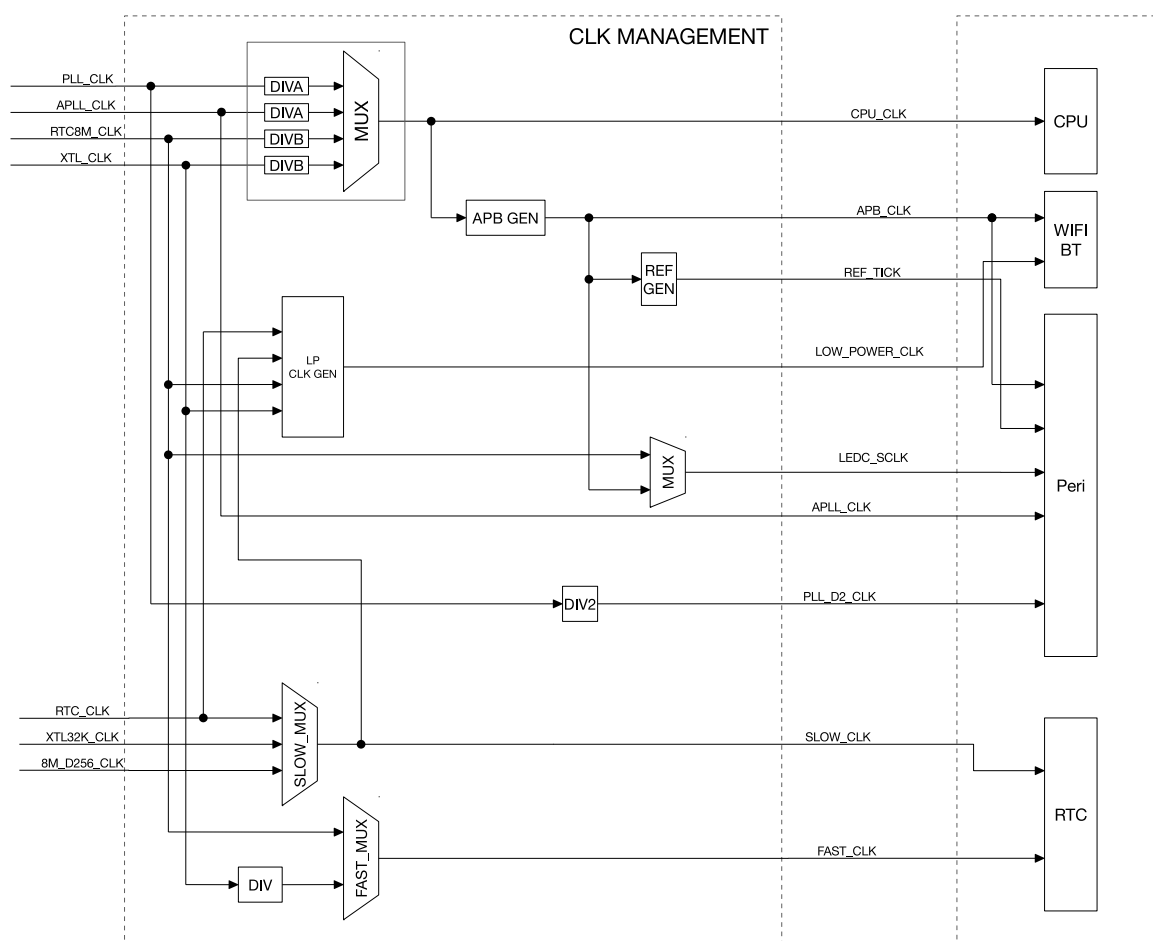 CLK MANAGEMENT
PLL_CLK
APLL_CLK
RTC8M_CLK
XTL_CLK
DIVA
DIVA
DIVB
DIVB
MUX
CPU_CLK
CPU
APB GEN
APB_CLK
WIFI
BT
REF
GEN
REF_TICK
LP
CLK GEN
LOW_POWER_CLK
MUX
LEDC_SCLK
Peri
APLL_CLK
DIV2
PLL_D2_CLK
RTC_CLK
XTL32K_CLK
8M_D256_CLK
SLOW_MUX
SLOW_CLK
RTC
FAST_MUX
FAST_CLK
DIV